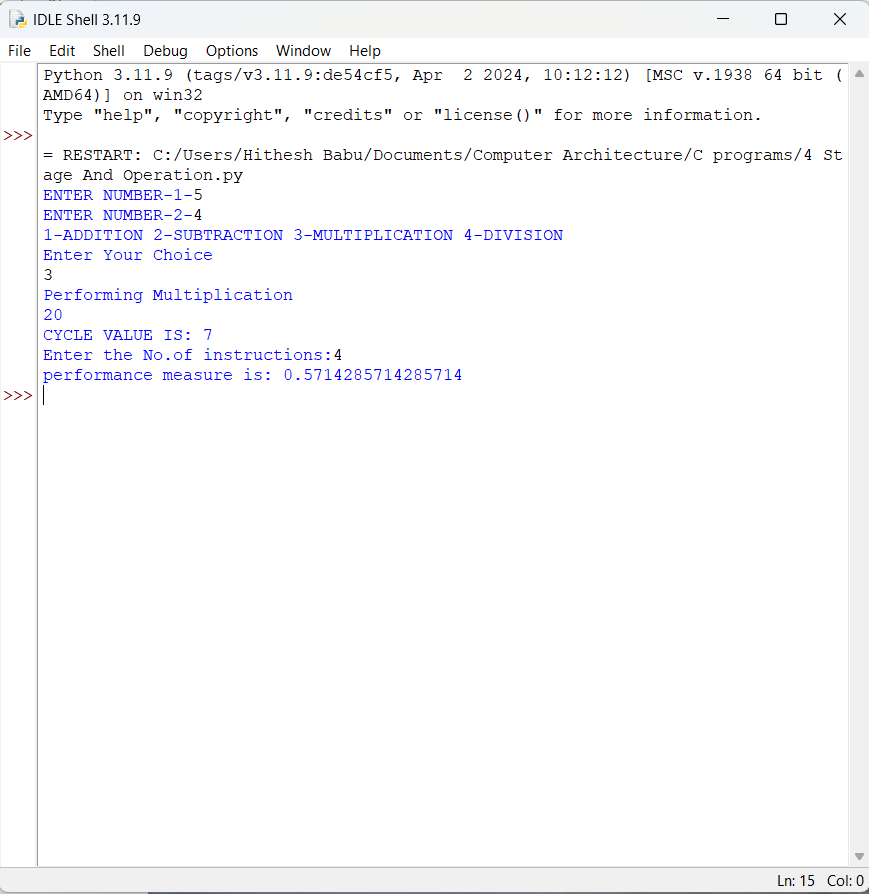 IDLE Shell 3.11.9
File Edit Shell Debug Options Window Help
Python 3.11.9 (tags/v3.11.9:de54cf5, Apr  2 2024, 10:12:12) [MSC v.1938 64 bit (
AMD64)] on win32
Type "help", "copyright", "credits" or "license()" for more information.
>>>
= RESTART: C:/Users/Hithesh Babu/Documents/Computer Architecture/C programs/4 St
age And Operation.py
ENTER NUMBER-1-5
ENTER NUMBER-2-4
1-ADDITION 2-SUBTRACTION 3-MULTIPLICATION 4-DIVISION
Enter Your Choice
3
Performing Multiplication
20
CYCLE VALUE IS: 7
Enter the No.of instructions:4
performance measure is: 0.5714285714285714
>>>
Ln: 15 Col: 0